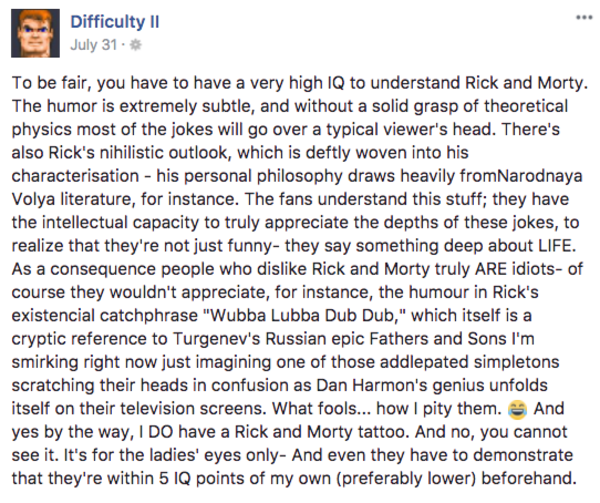 Difficulty II
July 31 ·
To be fair, you have to have a very high IQ to understand Rick and Morty.
The humor is extremely subtle, and without a solid grasp of theoretical
physics most of the jokes will go over a typical viewer's head. There's
also Rick's nihilistic outlook, which is deftly woven into his
characterisation - his personal philosophy draws heavily fromNarodnaya
Volya literature, for instance. The fans understand this stuff; they have
the intellectual capacity to truly appreciate the depths of these jokes, to
realize that they're not just funny- they say something deep about LIFE.
As a consequence people who dislike Rick and Morty truly ARE idiots- of
course they wouldn't appreciate, for instance, the humour in Rick's
existencial catchphrase "Wubba Lubba Dub Dub," which itself is a
cryptic reference to Turgenev's Russian epic Fathers and Sons I'm
smirking right now just imagining one of those addlepated simpletons
scratching their heads in confusion as Dan Harmon's genius unfolds
itself on their television screens. What fools... how I pity them. 😂 And
yes by the way, I DO have a Rick and Morty tattoo. And no, you cannot
see it. It's for the ladies' eyes only- And even they have to demonstrate
that they're within 5 IQ points of my own (preferably lower) beforehand.